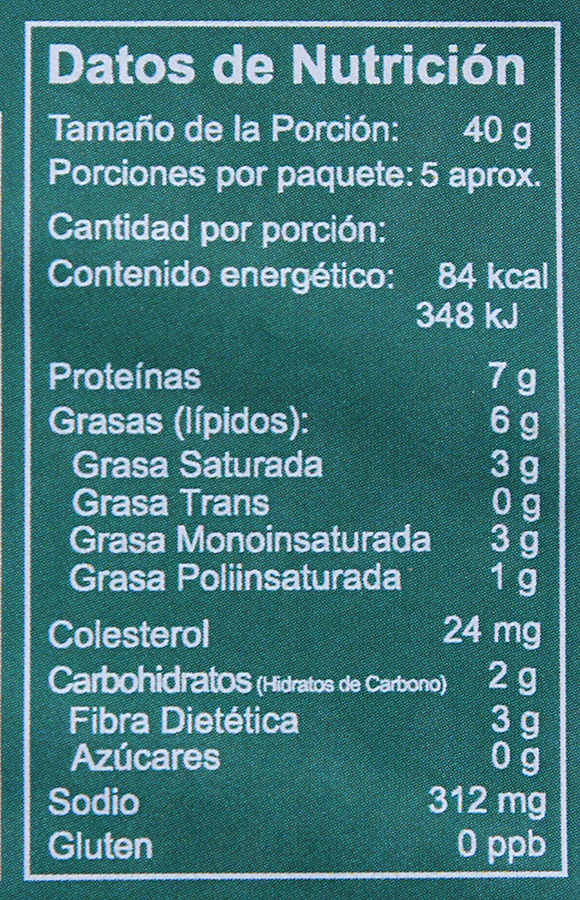 Datos de Nutrición
Tamaño de la Porción: 40 g
Porciones por paquete: 5 aprox.
Cantidad por porción:
Contenido energético: 84 kcal
348 kJ
Proteínas 7 g
Grasas (lípidos): 6 g
Grasa Saturada 3 g
Grasa Trans 0 g
Grasa Monoinsaturada 3 g
Grasa Poliinsaturada 1 g
Colesterol 24 mg
Carbohidratos (Hidratos de Carbono) 2 g
Fibra Dietética 3 g
Azúcares 0 g
Sodio 312 mg
Gluten 0 ppb